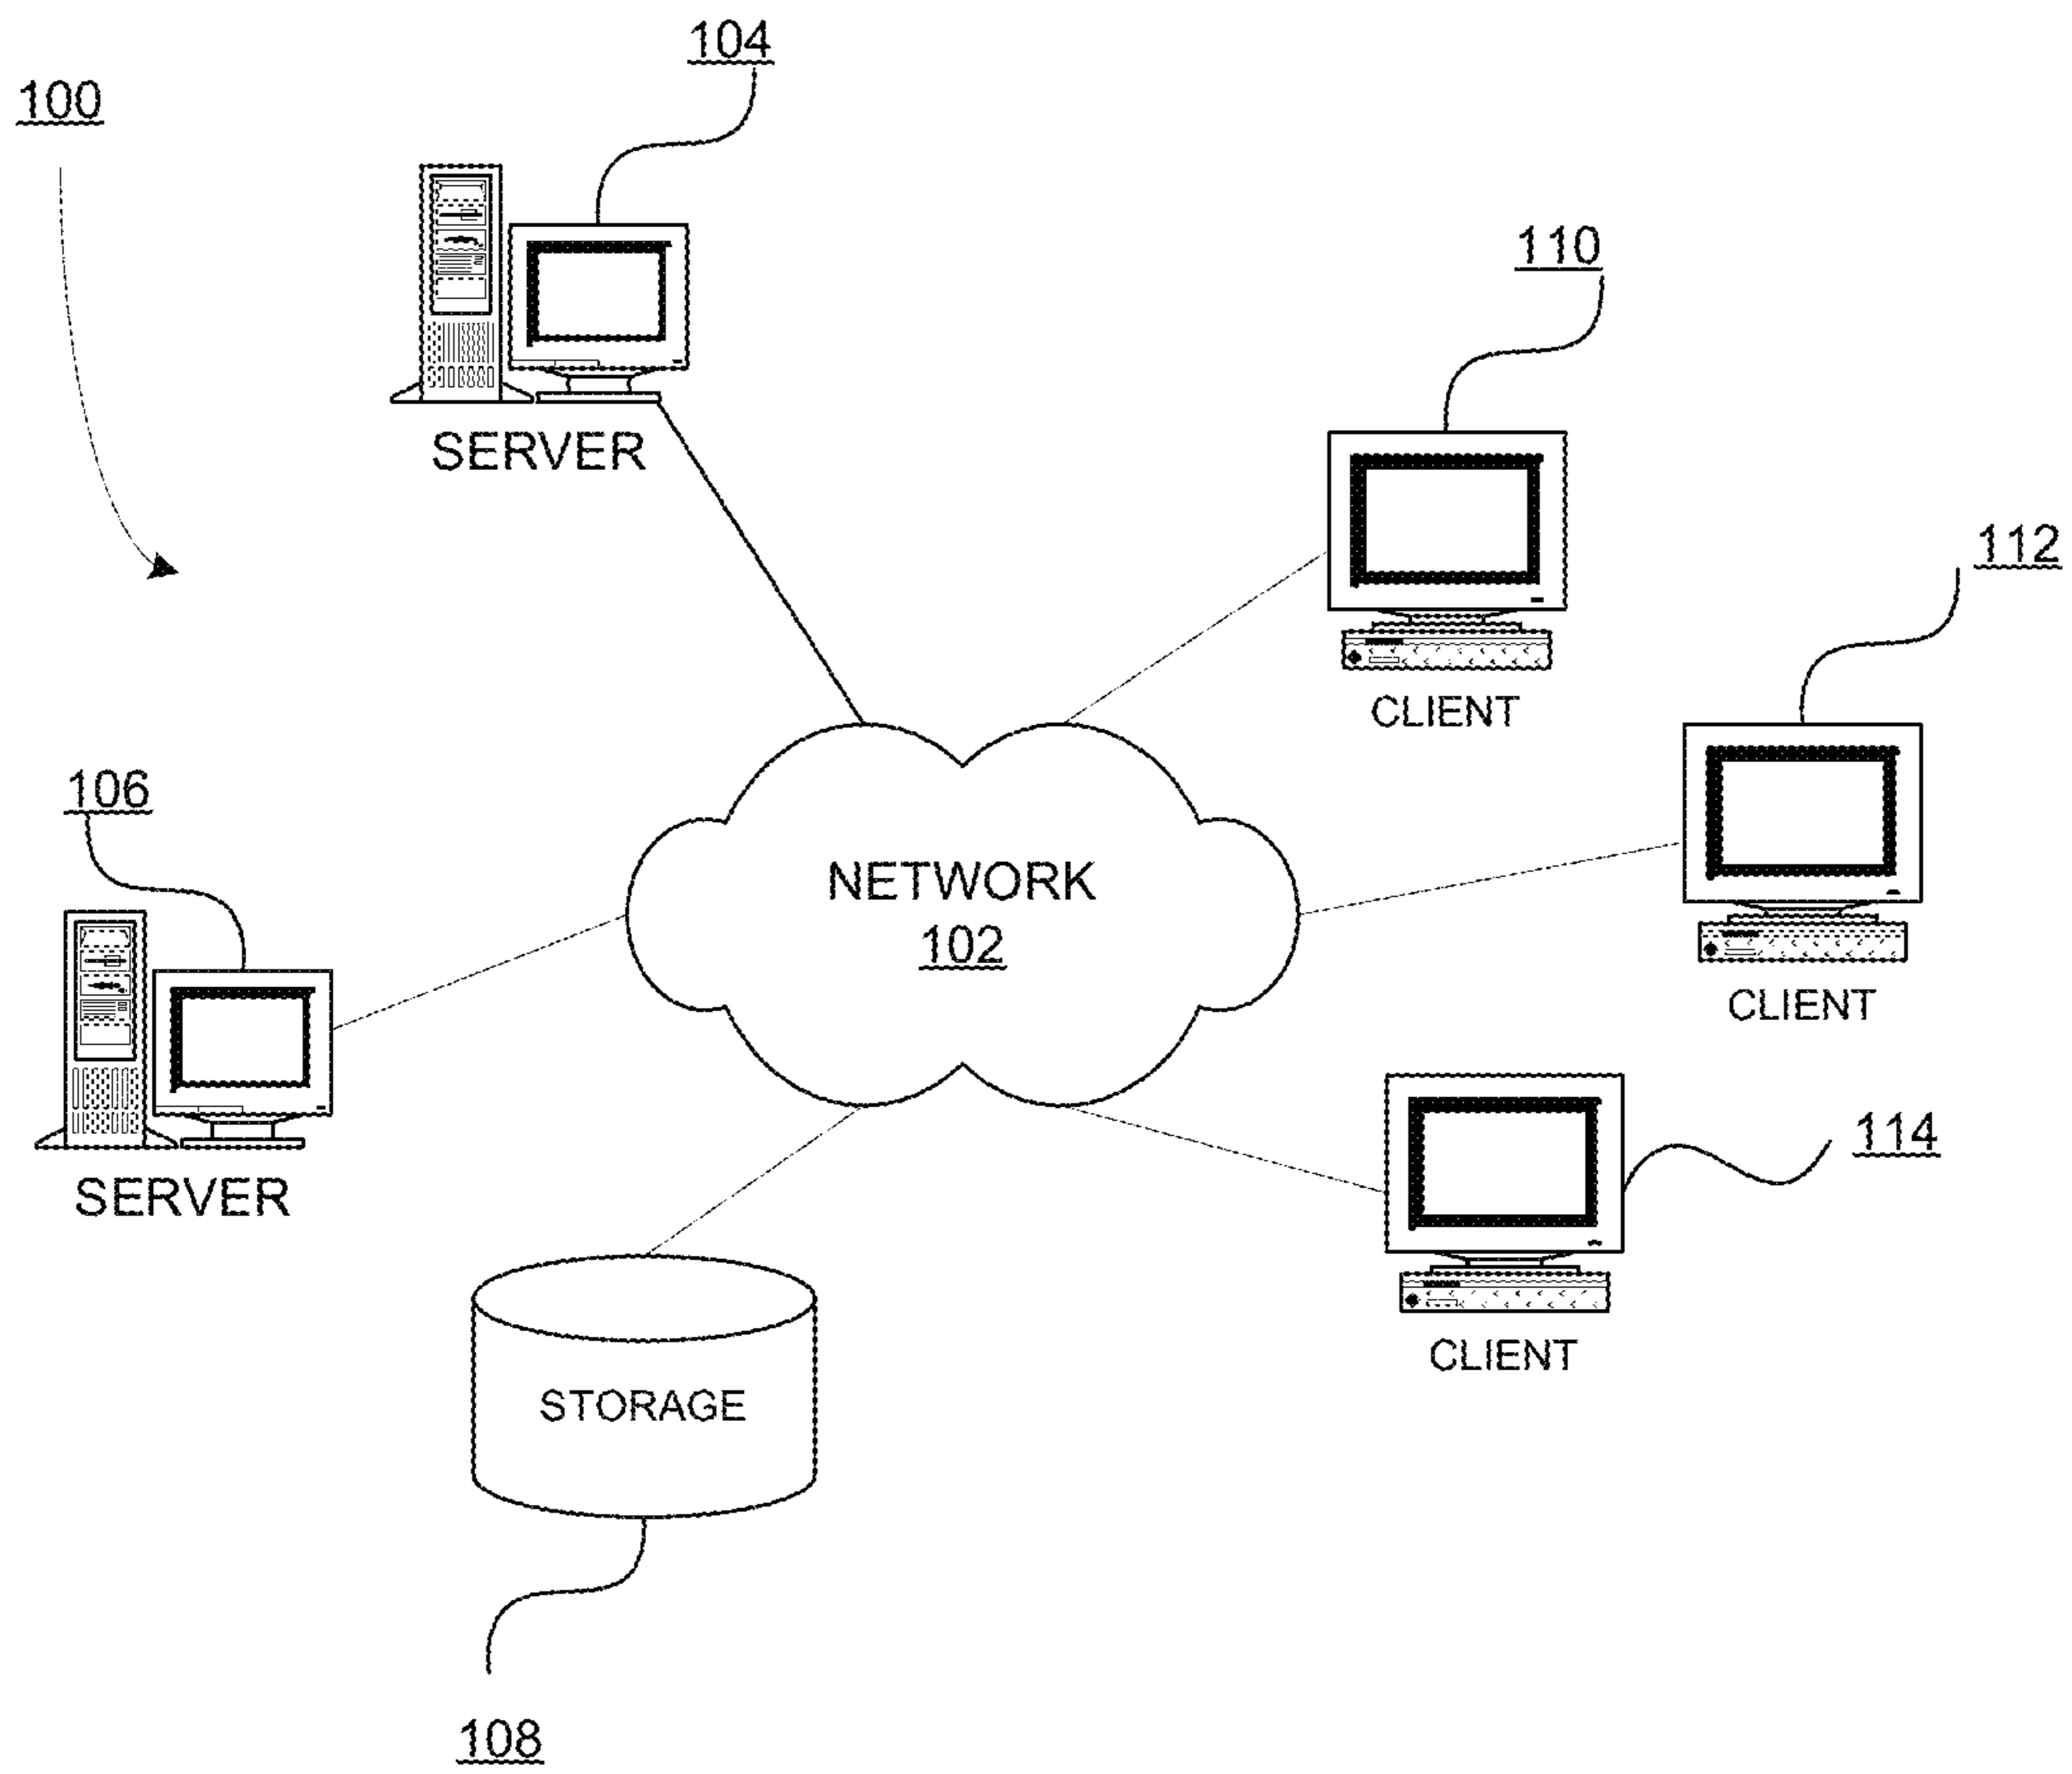 104
100
SERVER
110
112
CLIENT
106
NETWORK
102
CLIENT
114
SERVER
CLIENT
STORAGE
108